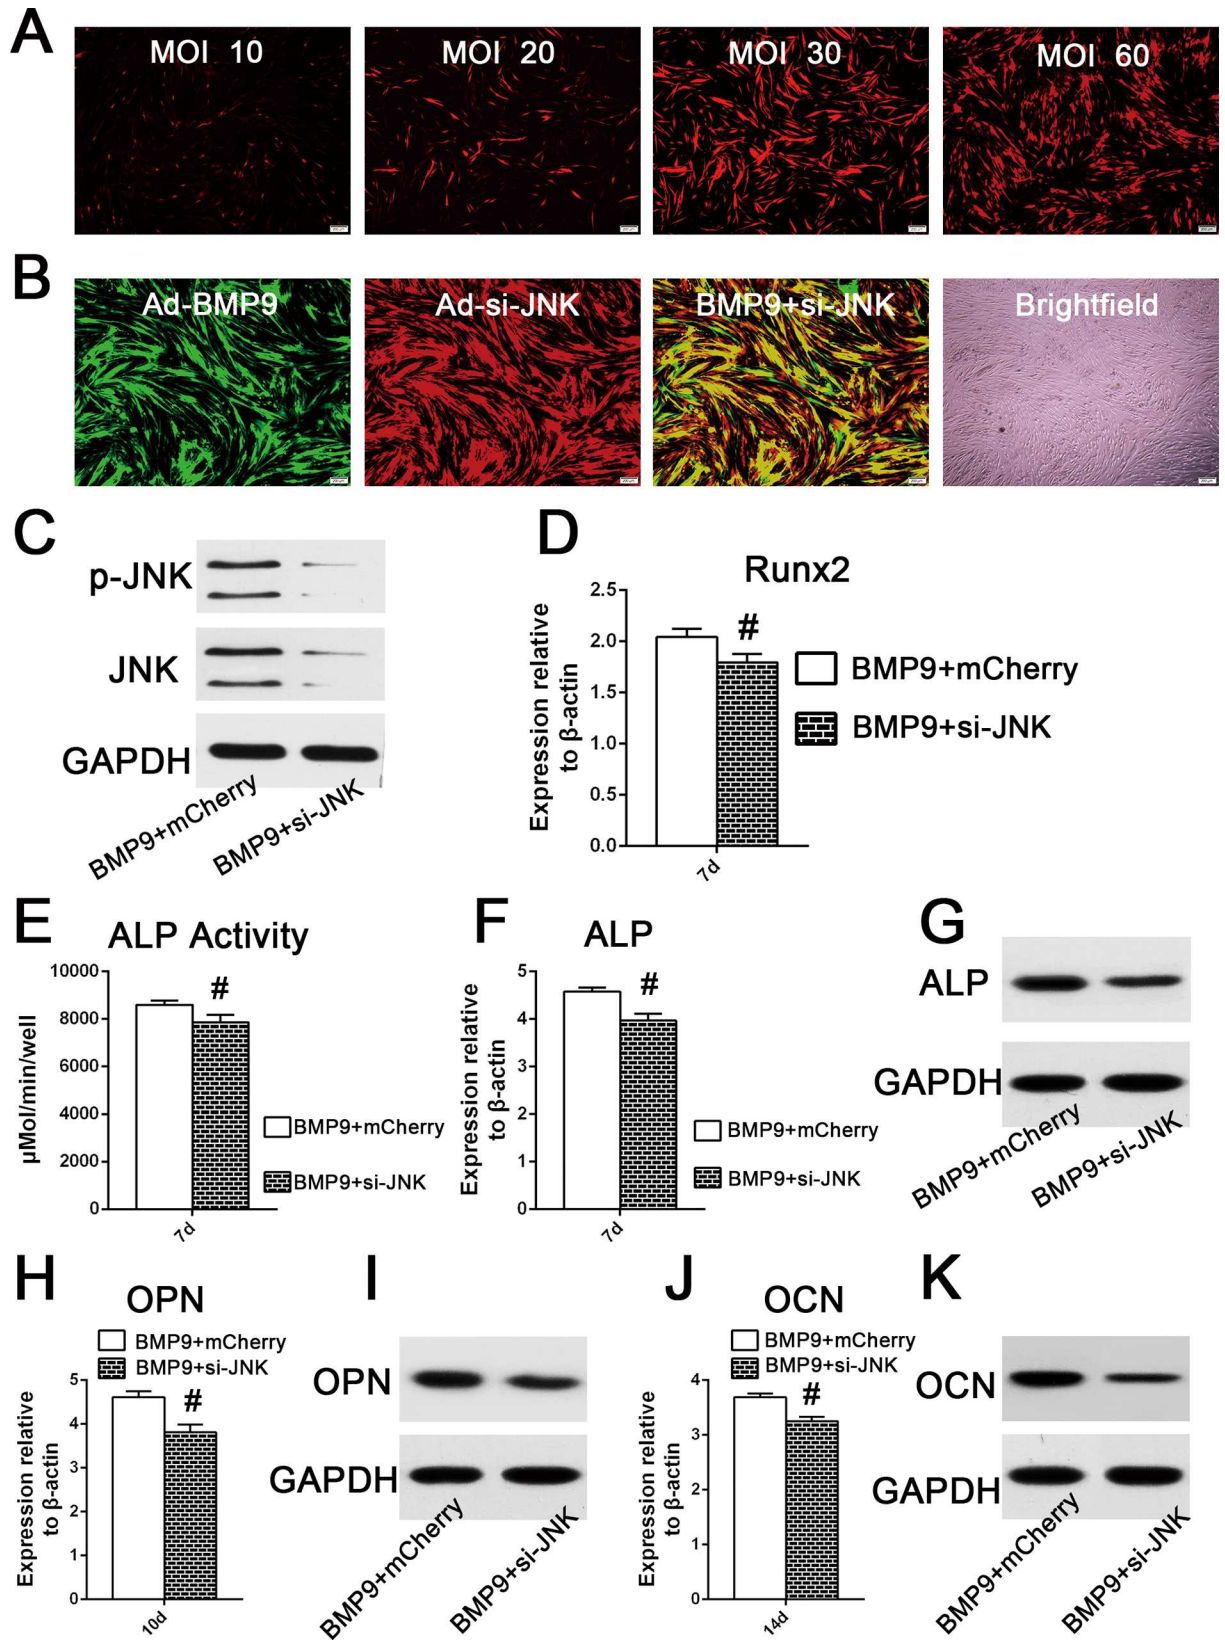 A
MOI 10
MOI 20
MOI 30
MOI 60
B
Ad-BMP9
Ad-si-JNK
BMP9+si-JNK
Brightfield
C
p-JNK
JNK
GAPDH
BMP9+mCherry
BMP9+si-JNK
D
Runx2
Expression relative
to β-actin
2.5
2.0
1.5
1.0
0.5
0.0
#
7d
BMP9+mCherry
BMP9+si-JNK
E
ALP Activity
µMol/min/well
10000
8000
6000
4000
2000
0
#
7d
BMP9+mCherry
BMP9+si-JNK
F
ALP
Expression relative
to β-actin
5
4
3
2
1
0
#
7d
BMP9+mCherry
BMP9+si-JNK
G
ALP
GAPDH
BMP9+mCherry
BMP9+si-JNK
H
OPN
BMP9+mCherry
BMP9+si-JNK
Expression relative
to β-actin
5
4
3
2
1
0
#
10d
I
OPN
GAPDH
BMP9+mCherry
BMP9+si-JNK
J
OCN
BMP9+mCherry
BMP9+si-JNK
Expression relative
to β-actin
4
3
2
1
0
#
14d
K
OCN
GAPDH
BMP9+mCherry
BMP9+si-JNK